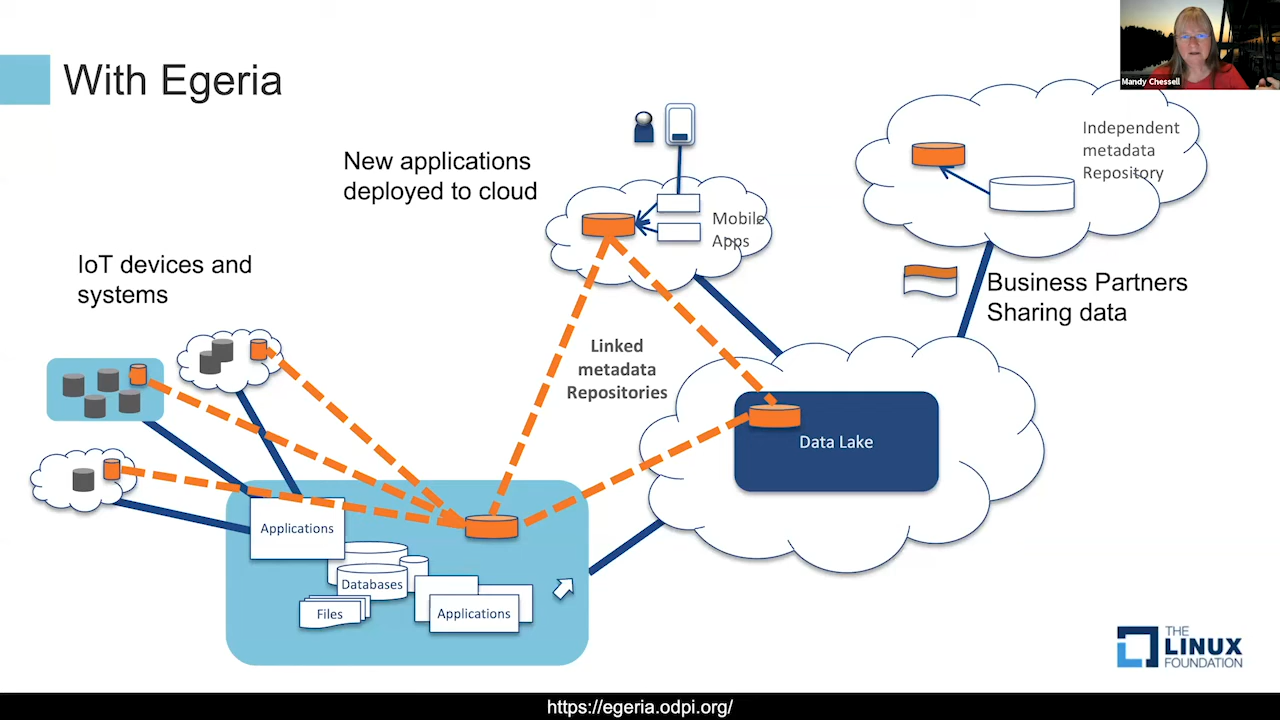 With Egeria
Mandy Chessell
New applications
deployed to cloud
Independent
metadata
Repository
Mobile
Apps
IoT devices and
systems
Business Partners
Sharing data
Linked
metadata
Repositories
Data Lake
Applications
Databases
Files
Applications
THE
LINUX
FOUNDATION
https://egeria.odpi.org/